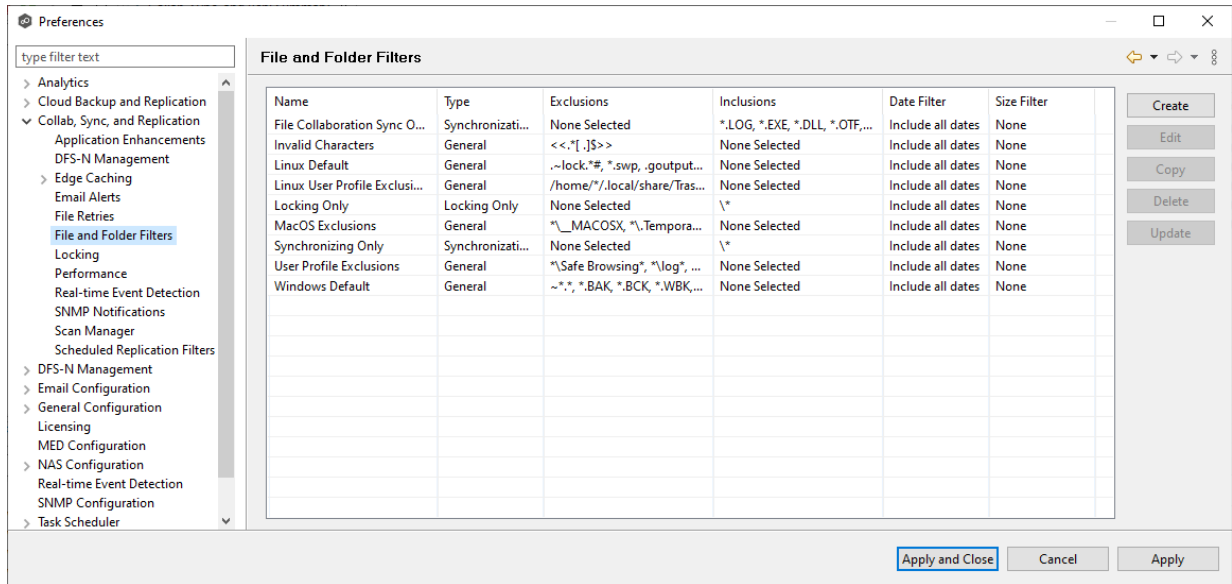 Preferences
type filter text
File and Folder Filters
Analytics
Cloud Backup and Replication
Collab, Sync, and Replication
Application Enhancements
DFS-N Management
Edge Caching
Email Alerts
File Retries
File and Folder Filters
Locking
Performance
Real-time Event Detection
SNMP Notifications
Scan Manager
Scheduled Replication Filters
DFS-N Management
Email Configuration
General Configuration
Licensing
MED Configuration
NAS Configuration
Real-time Event Detection
SNMP Configuration
Task Scheduler
Name Type Exclusions Inclusions Date Filter Size Filter
File Collaboration Sync O... Synchronizati... None Selected *.LOG, *.EXE, *.DLL, *.OTF,... Include all dates None
Invalid Characters General <<.*[ .]$>> None Selected Include all dates None
Linux Default General .~lock.*#, *.swp, .goutput... None Selected Include all dates None
Linux User Profile Exclusi... General /home/*/.local/share/Tras... None Selected Include all dates None
Locking Only Locking Only None Selected \* Include all dates None
MacOS Exclusions General *\__MACOSX, *\.Tempora... None Selected Include all dates None
Synchronizing Only Synchronizati... None Selected \* Include all dates None
User Profile Exclusions General *\Safe Browsing*, *\log*, ... None Selected Include all dates None
Windows Default General ~*.*, *.BAK, *.BCK, *.WBK,... None Selected Include all dates None
Create
Edit
Copy
Delete
Update
Apply and Close Cancel Apply